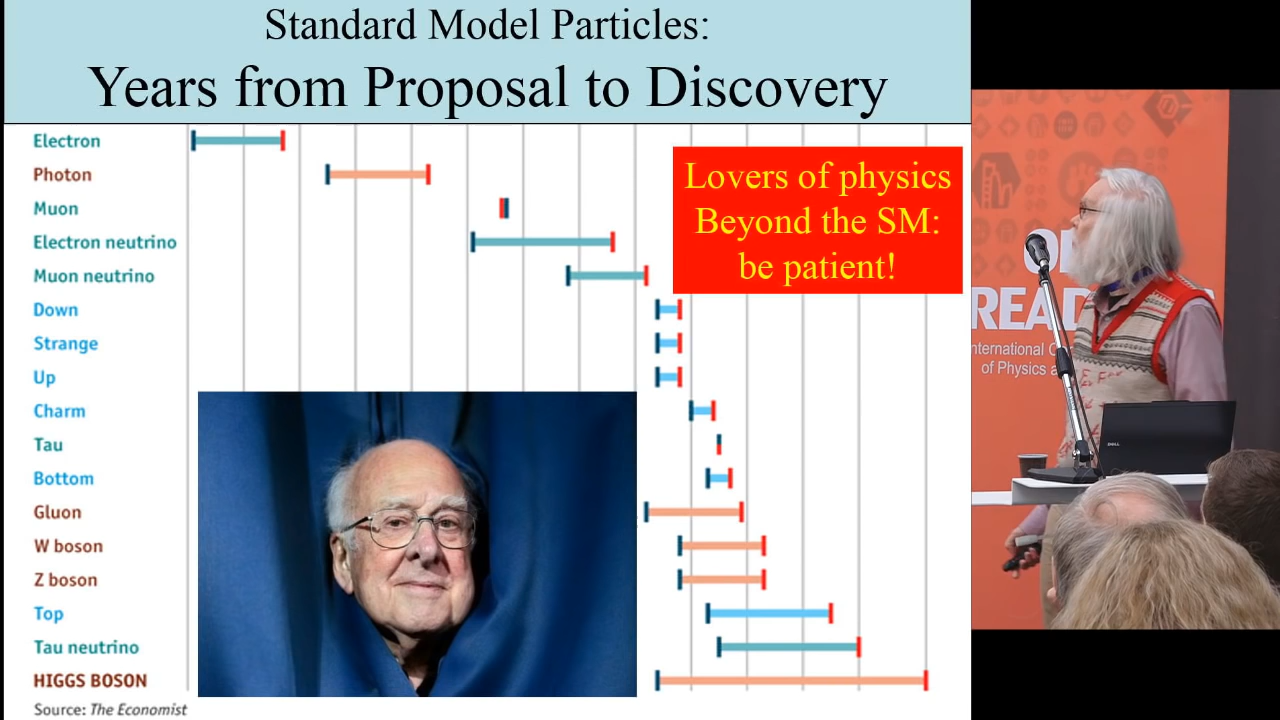 Standard Model Particles:
Years from Proposal to Discovery
Electron
Photon
Muon
Electron neutrino
Muon neutrino
Down
Strange
Up
Charm
Tau
Bottom
Gluon
W boson
Z boson
Top
Tau neutrino
HIGGS BOSON
Source: The Economist
Lovers of physics
Beyond the SM:
be patient!
READ
nternational
of Physics a
DELL